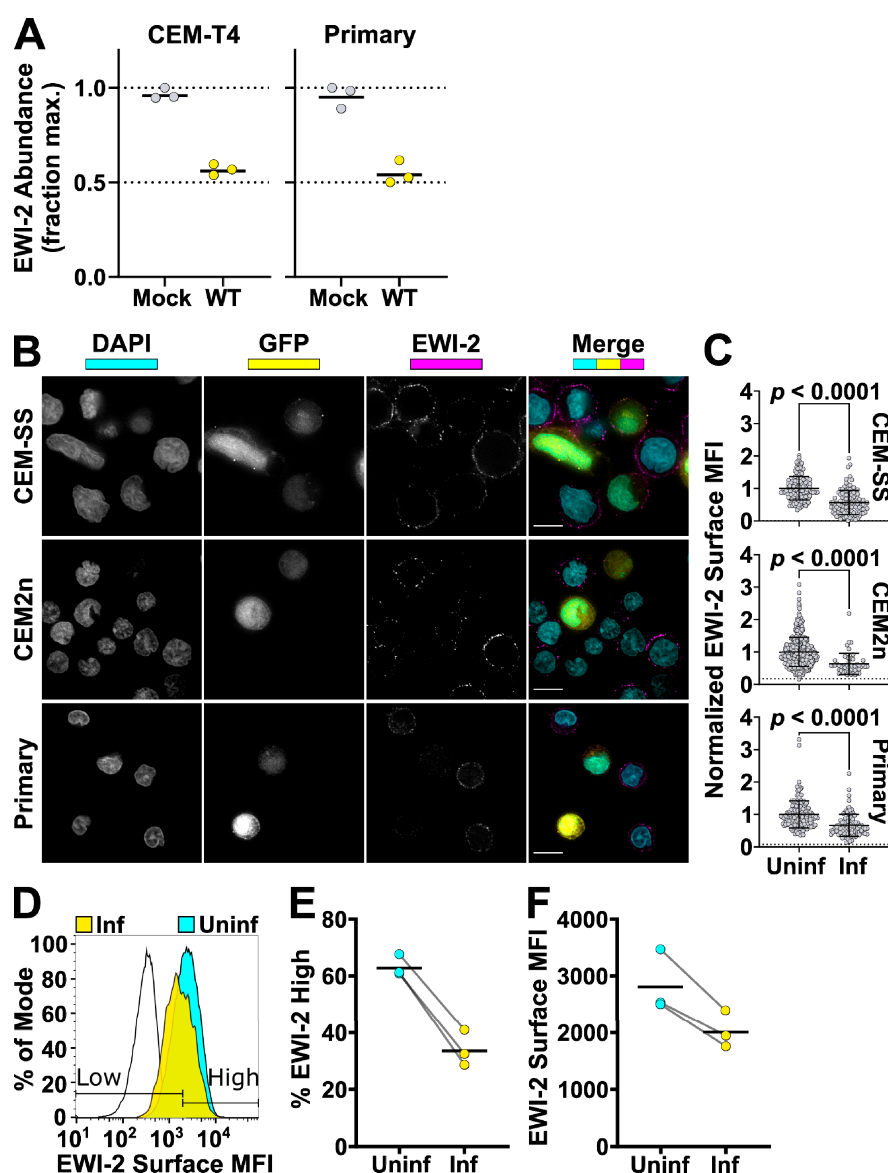 A
CEM-T4 Primary
EWI-2 Abundance
(fraction max.)
1.0
0.5
0.0
Mock WT Mock WT
B
DAPI GFP EWI-2 Merge
CEM-SS
CEM2n
Primary
C
Normalized EWI-2 Surface MFI
p < 0.0001
4
3
2
1
0
CEM-SS
p < 0.0001
4
3
2
1
0
CEM2n
p < 0.0001
4
3
2
1
0
Primary
Uninf Inf
D
Inf Uninf
% of Mode
100
80
60
40
20
0
Low High
10¹ 10² 10³ 10⁴
EWI-2 Surface MFI
E
% EWI-2 High
80
60
40
20
0
Uninf Inf
F
EWI-2 Surface MFI
4000
3000
2000
1000
0
Uninf Inf